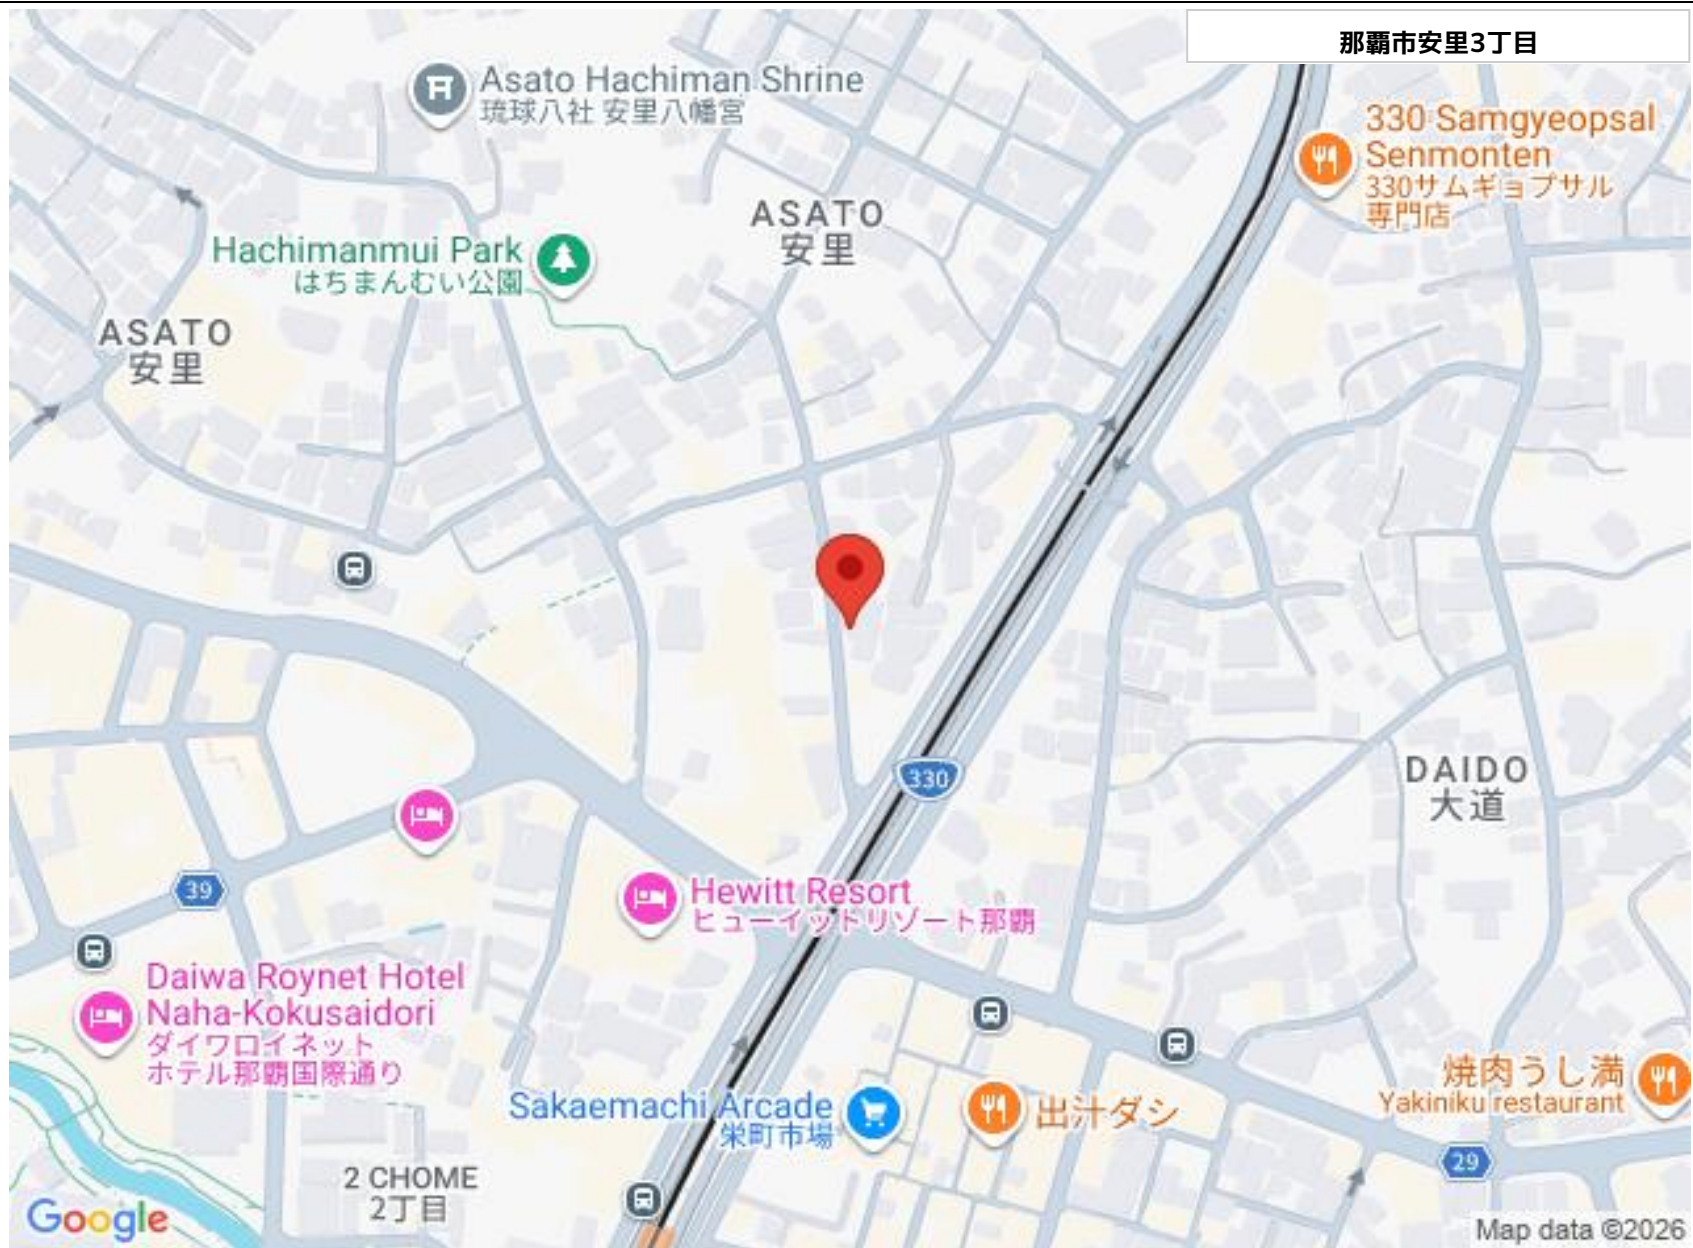 那覇市安里3丁目
Asato Hachiman Shrine
琉球八社 安里八幡宮
330 Samgyeopsal
Senmonten
330サムギョプサル
専門店
ASATO
安里
Hachimanmui Park
はちまんむい公園
ASATO
安里
330
DAIDO
大道
39
Hewitt Resort
ヒューイットリゾート那覇
Daiwa Roynet Hotel
Naha-Kokusaidori
ダイワロイネット
ホテル那覇国際通り
Sakaemachi Arcade
栄町市場
出汁ダシ
焼肉うし満
Yakiniku restaurant
29
2 CHOME
2丁目
Google
Map data ©2026